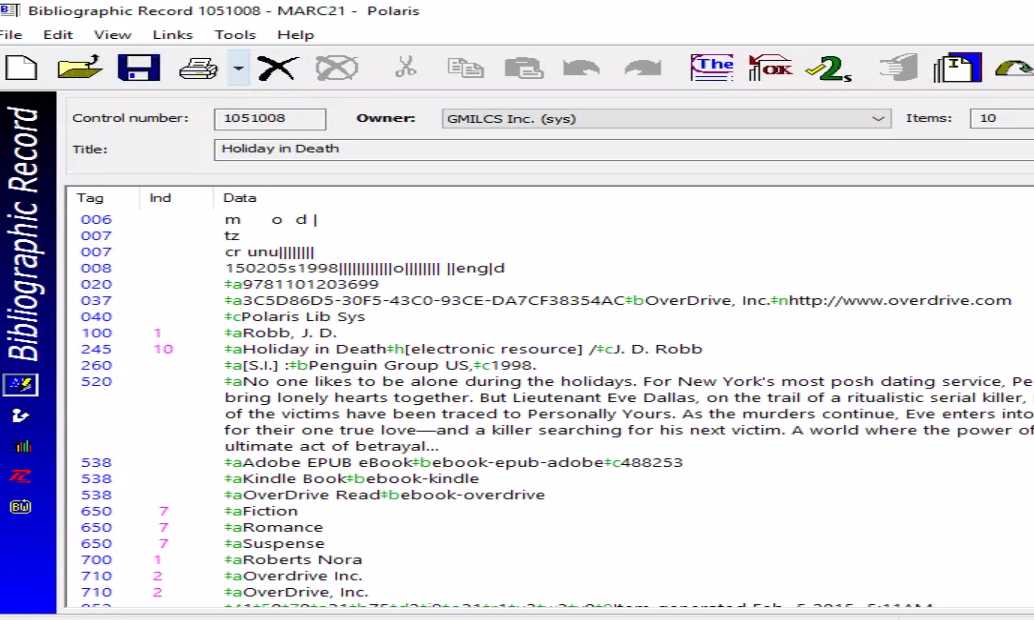 Bibliographic Record 1051008 - MARC21 - Polaris
File Edit View Links Tools Help
The OK 2s I
Bibliographic Record
Control number: 1051008 Owner: GMILCS Inc. (sys) Items: 10
Title: Holiday in Death
Tag Ind Data
006 m o d |
007 tz
007 cr unu||||||||
008 150205s1998|||||||||||o|||||||| ||eng|d
020 ‡a9781101203699
037 ‡a3C5D86D5-30F5-43C0-93CE-DA7CF38354AC‡bOverDrive, Inc.‡nhttp://www.overdrive.com
040 ‡cPolaris Lib Sys
100 1 ‡aRobb, J. D.
245 10 ‡aHoliday in Death‡h[electronic resource] /‡cJ. D. Robb
260 ‡a[S.I.] :‡bPenguin Group US,‡c1998.
520 ‡aNo one likes to be alone during the holidays. For New York's most posh dating service, Pe
bring lonely hearts together. But Lieutenant Eve Dallas, on the trail of a ritualistic serial killer,
of the victims have been traced to Personally Yours. As the murders continue, Eve enters into
for their one true love—and a killer searching for his next victim. A world where the power of
ultimate act of betrayal...
538 ‡aAdobe EPUB eBook‡bebook-epub-adobe‡c488253
538 ‡aKindle Book‡bebook-kindle
538 ‡aOverDrive Read‡bebook-overdrive
650 7 ‡aFiction
650 7 ‡aRomance
650 7 ‡aSuspense
700 1 ‡aRoberts Nora
710 2 ‡aOverdrive Inc.
710 2 ‡aOverDrive, Inc.